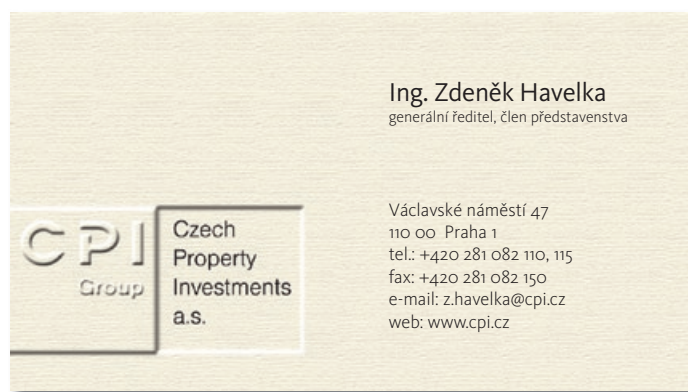 Ing. Zdeněk Havelka
generální ředitel, člen představenstva
CPI
Group
Czech
Property
Investments
a.s.
Václavské náměstí 47
110 00 Praha 1
tel.: +420 281 082 110, 115
fax: +420 281 082 150
e-mail: z.havelka@cpi.cz
web: www.cpi.cz